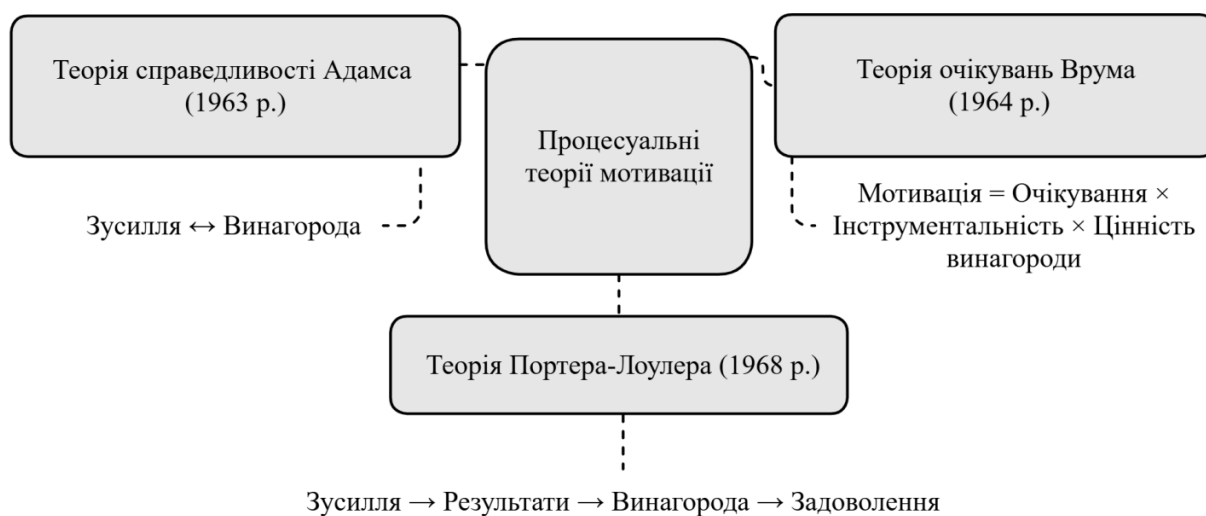 Теорія справедливості Адамса
(1963 р.)
Процесуальні
теорії мотивації
Теорія очікувань Врума
(1964 р.)
Зусилля ↔ Винагорода
Мотивація = Очікування ×
Інструментальність × Цінність
винагороди
Теорія Портера-Лоулера (1968 р.)
Зусилля → Результати → Винагорода → Задоволення